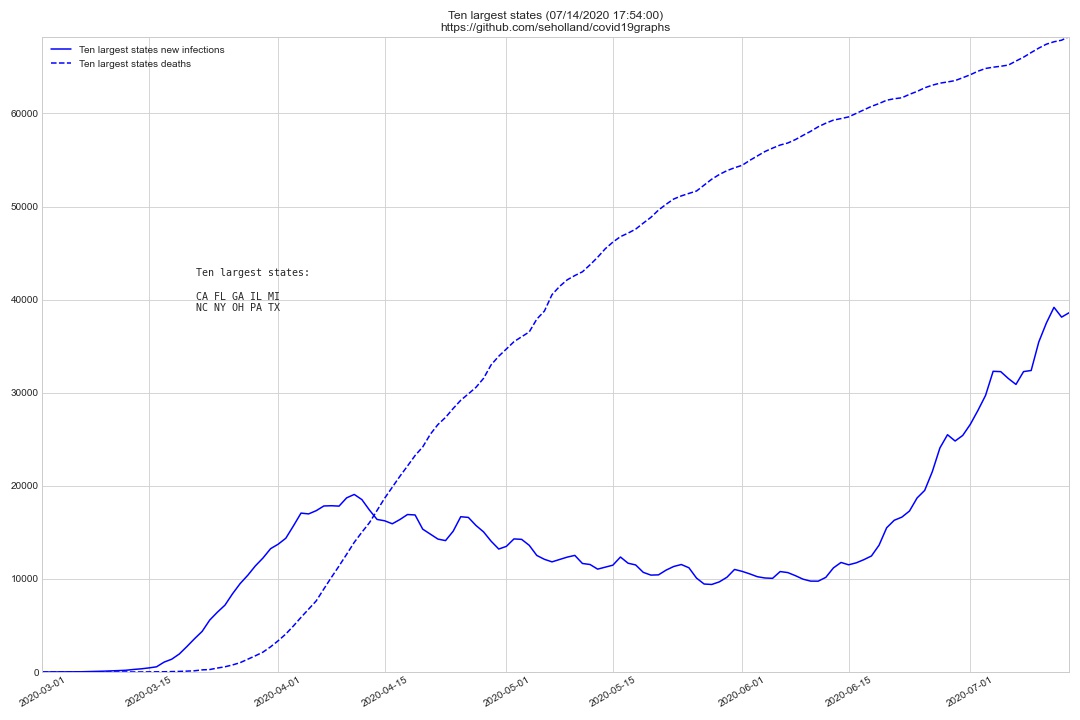 Ten largest states (07/14/2020 17:54:00)
https://github.com/seholland/covid19graphs
Ten largest states new infections
Ten largest states deaths
60000
50000
Ten largest states:
CA FL GA IL MI
NC NY OH PA TX
40000
30000
20000
10000
0
2020-03-01
2020-03-15
2020-04-01
2020-04-15
2020-05-01
2020-05-15
2020-06-01
2020-06-15
2020-07-01